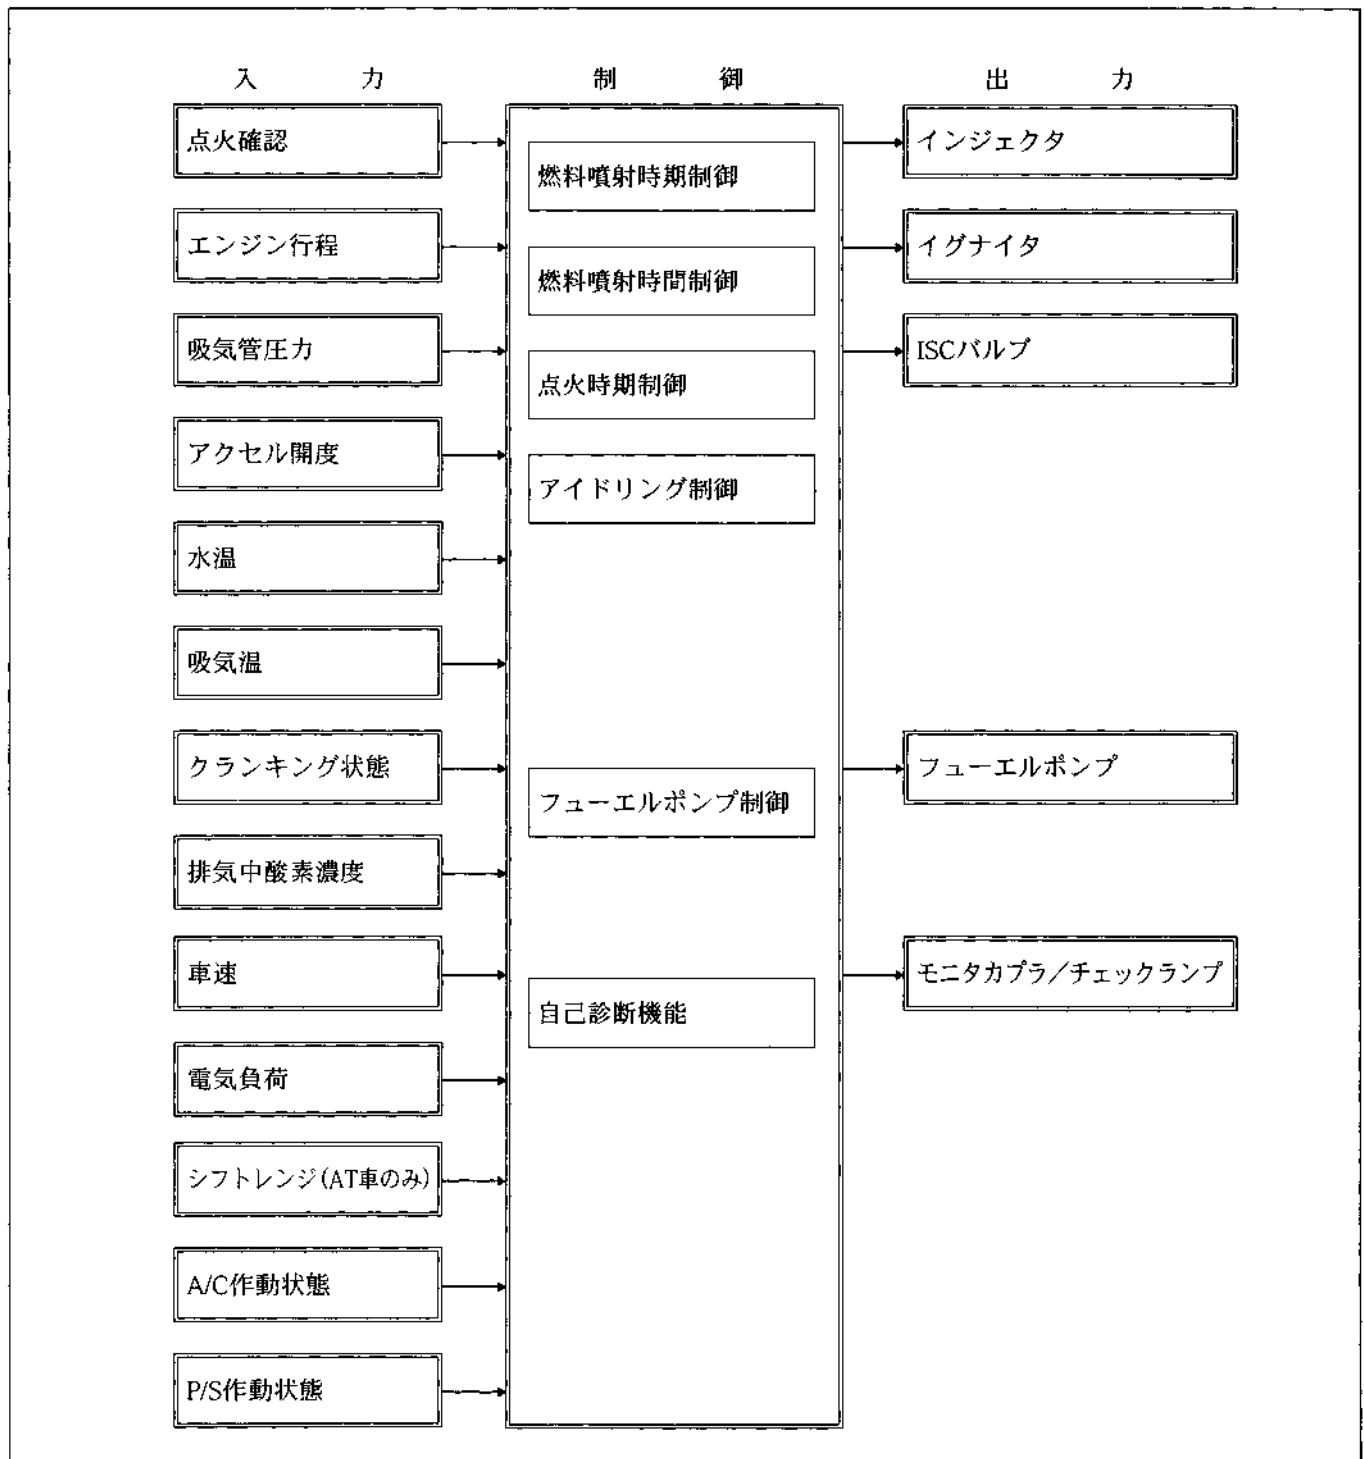 入力
制御
出力
点火確認
エンジン行程
吸気管圧力
アクセル開度
水温
吸気温
クランキング状態
排気中酸素濃度
車速
電気負荷
シフトレンジ(AT車のみ)
A/C作動状態
P/S作動状態
燃料噴射時期制御
燃料噴射時間制御
点火時期制御
アイドリング制御
フューエルポンプ制御
自己診断機能
インジェクタ
イグナイタ
ISCバルブ
フューエルポンプ
モニタカプラ/チェックランプ